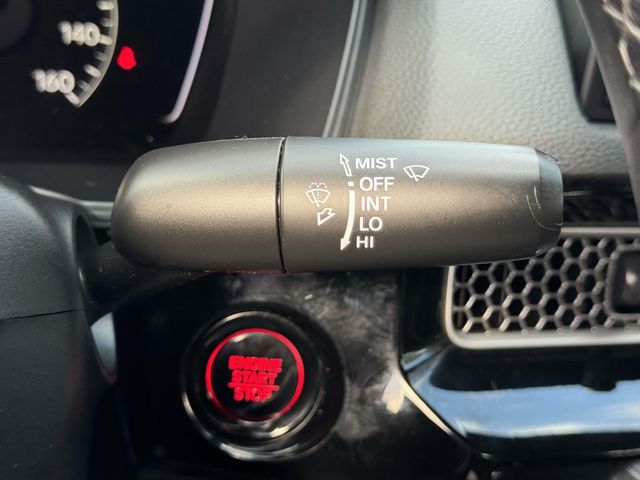 140
160
MIST
OFF
INT
LO
HI
ENGINE
START
STOP